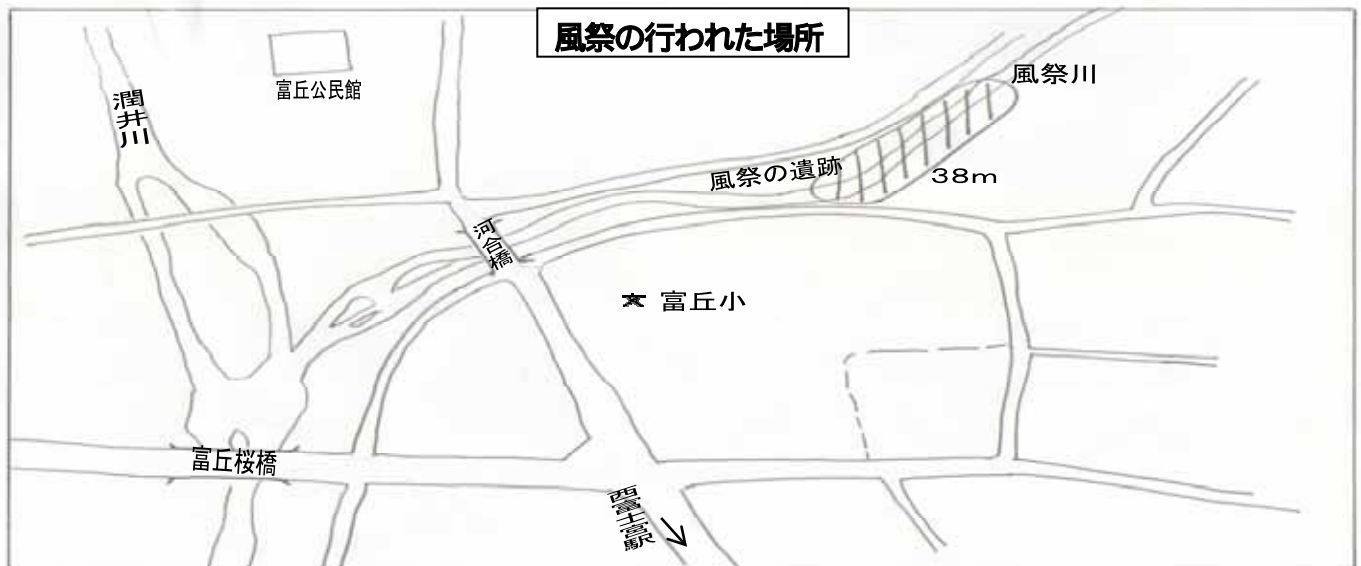 風祭の行われた場所
富丘公民館
風祭川
潤井川
風祭の遺跡
38m
河合橋
富丘小
富丘桜橋
西富士宮駅